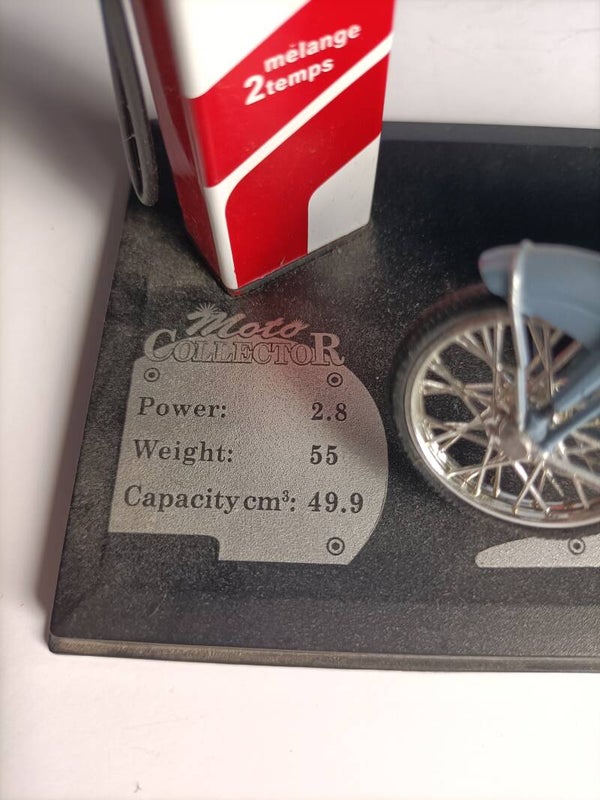 mélange
2temps
Moto
COLLECTOR
Power: 2.8
Weight: 55
Capacity cm³: 49.9